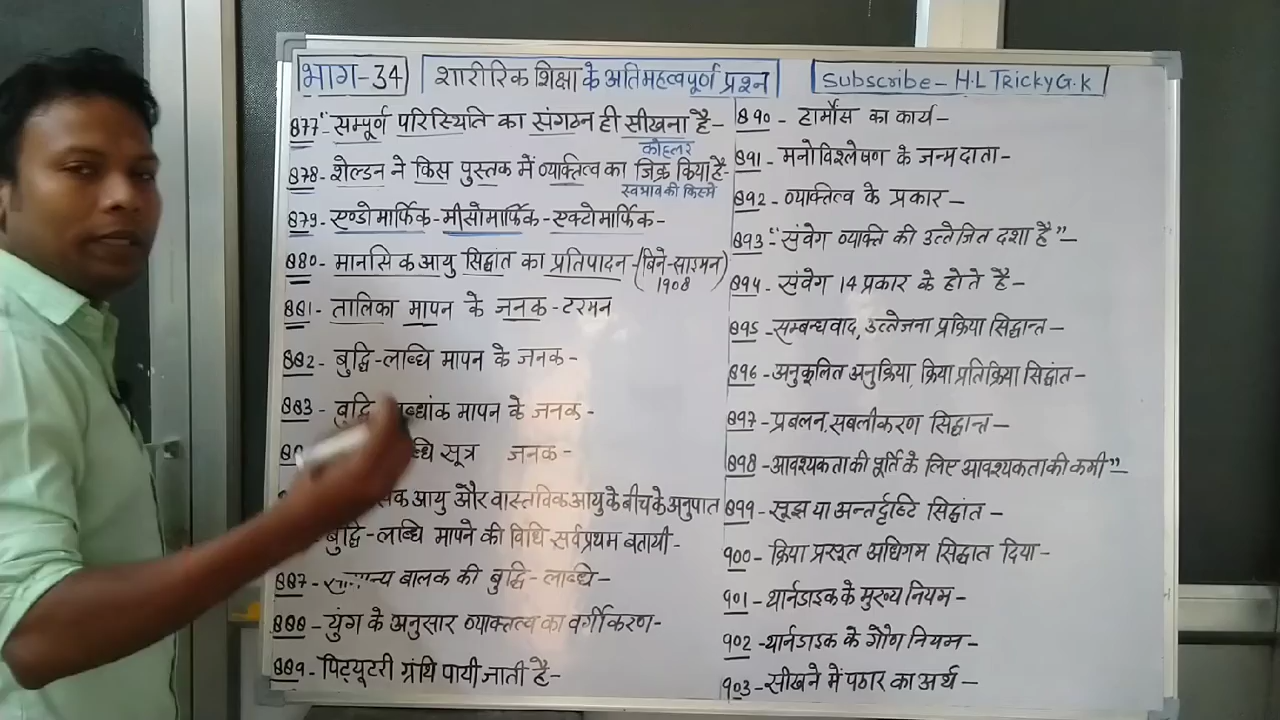 भाग-34
शारीरिक शिक्षा के अतिमहत्वपूर्ण प्रश्न
Subscribe- H.L TRICKY G.K
877- "सम्पूर्ण परिस्थिति का संगठन ही सीखना है-
कोहलर
878- शेल्डन ने किस पुस्तक में व्यक्तित्व का जिक्र किया है-
स्वभाव की किस्मे
879- एण्डोमार्फिक-मीसोमार्फिक-एक्टोमार्फिक-
880- मानसिक आयु सिद्वांत का प्रतिपादन-(बिने-साइमन)
1908
881- तालिका मापन के जनक-टरमन
882- बुद्धि-लब्धि मापन के जनक-
883- बुद्धि मापन के जनक-
सूत्र जनक-
आयु और वास्तविक आयु के बीच के अनुपात
बुद्धि-लब्धि मापने की विधि सर्वप्रथम बतायी-
887- बालक की बुद्धि-लब्धि-
888- युंग के अनुसार व्यक्तित्व का वर्गीकरण-
889- पिट्यूटरी ग्रंथि पायी जाती है-
890- हार्मोंस का कार्य-
891- मनोविश्लेषण के जन्मदाता-
892- व्यक्तित्व के प्रकार-
893- "संवेग व्यक्ति की उत्तेजित दशा है"-
894- संवेग 14 प्रकार के होते है-
895- सम्बन्धवाद, उत्तेजना प्रक्रिया सिद्वान्त-
896- अनुकूलित अनुक्रिया, क्रिया प्रतिक्रिया सिद्वांत-
897- प्रबलन, सबलीकरण सिद्वान्त-
898- आवश्यकता की पूर्ति के लिए आवश्यकता की कमी"-
899- सूझ या अन्तर्दृष्टि सिद्वांत-
900- क्रिया प्रसूत अधिगम सिद्वांत दिया-
901- थार्नडाइक के मुख्य नियम-
902- थार्नडाइक के गौण नियम-
903- सीखने में पठार का अर्थ-